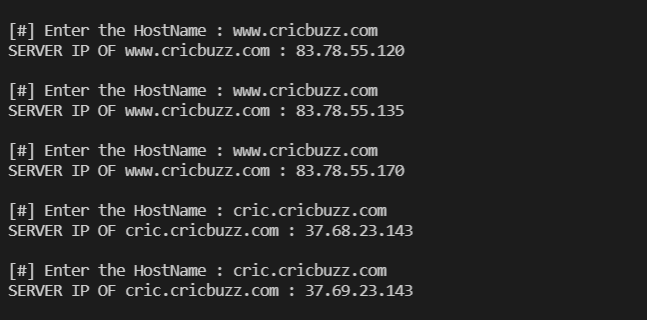 [#] Enter the HostName : www.cricbuzz.com
SERVER IP OF www.cricbuzz.com : 83.78.55.120
[#] Enter the HostName : www.cricbuzz.com
SERVER IP OF www.cricbuzz.com : 83.78.55.135
[#] Enter the HostName : www.cricbuzz.com
SERVER IP OF www.cricbuzz.com : 83.78.55.170
[#] Enter the HostName : cric.cricbuzz.com
SERVER IP OF cric.cricbuzz.com : 37.68.23.143
[#] Enter the HostName : cric.cricbuzz.com
SERVER IP OF cric.cricbuzz.com : 37.69.23.143